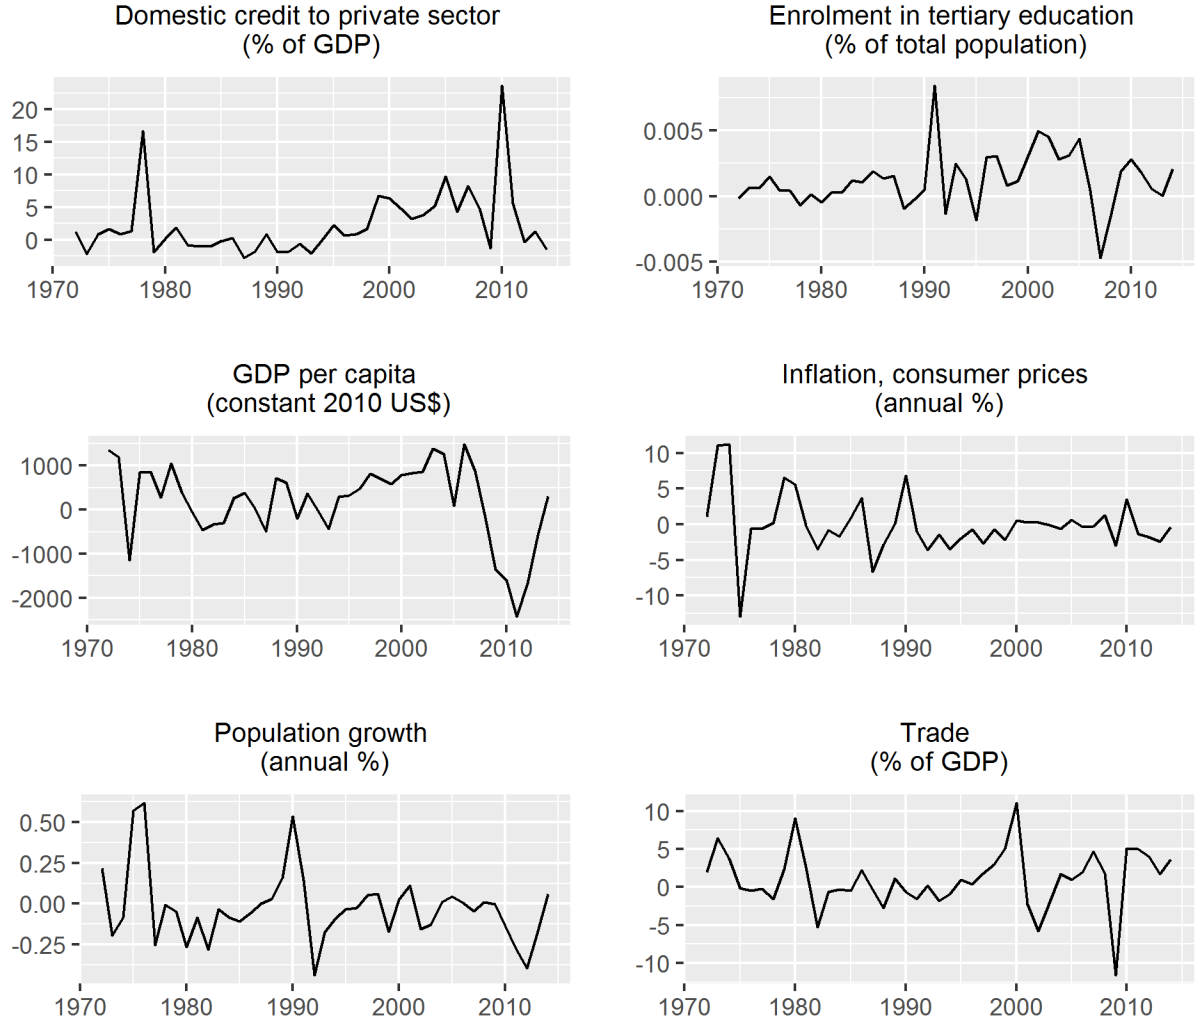 Domestic credit to private sector
(% of GDP)
20
15
10
5
0
1970 1980 1990 2000 2010
Enrolment in tertiary education
(% of total population)
0.005
0.000
-0.005
1970 1980 1990 2000 2010
GDP per capita
(constant 2010 US$)
1000
0
-1000
-2000
1970 1980 1990 2000 2010
Inflation, consumer prices
(annual %)
10
5
0
-5
-10
1970 1980 1990 2000 2010
Population growth
(annual %)
0.50
0.25
0.00
-0.25
1970 1980 1990 2000 2010
Trade
(% of GDP)
10
5
0
-5
-10
1970 1980 1990 2000 2010